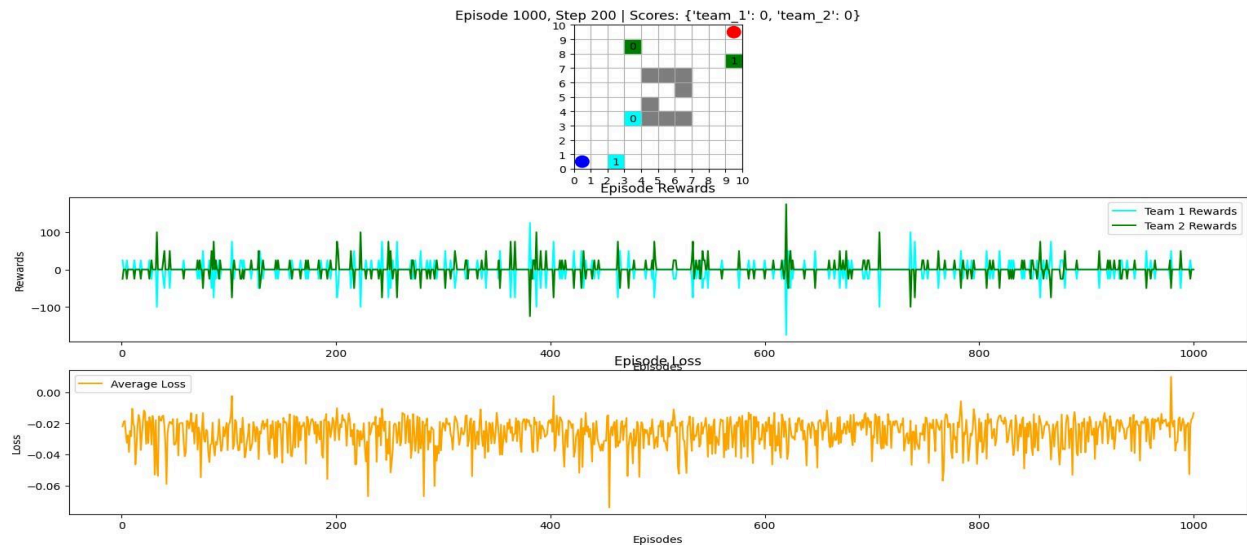 Episode 1000, Step 200 | Scores: {'team_1': 0, 'team_2': 0}
10
9
8
7
6
5
4
3
2
1
0
0
1
0
1
0 1 2 3 4 5 6 7 8 9 10
Episode Rewards
Rewards
100
0
−100
Team 1 Rewards
Team 2 Rewards
0 200 400 600 800 1000
Episodes
Episode Loss
Loss
0.00
−0.02
−0.04
−0.06
Average Loss
0 200 400 600 800 1000
Episodes